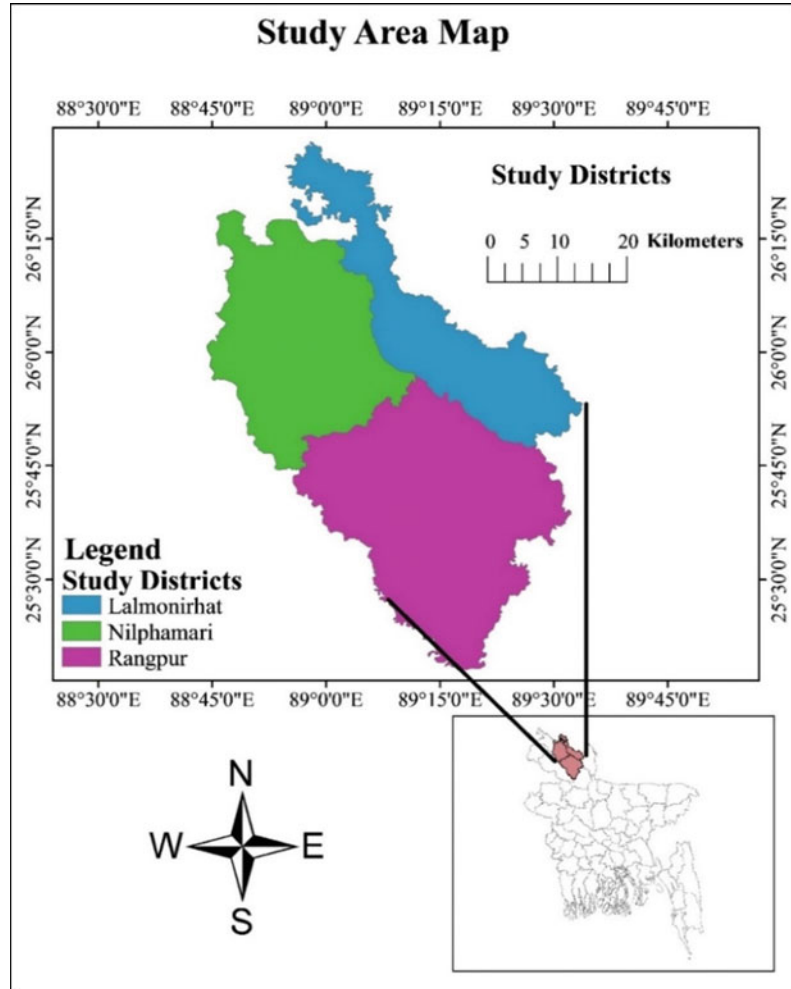 Study Area Map
88°30'0"E 88°45'0"E 89°0'0"E 89°15'0"E 89°30'0"E 89°45'0"E
Study Districts
0 5 10 20 Kilometers
26°15'0"N 26°15'0"N
26°0'0"N 26°0'0"N
25°45'0"N 25°45'0"N
25°30'0"N 25°30'0"N
Legend
Study Districts
Lalmonirhat
Nilphamari
Rangpur
88°30'0"E 88°45'0"E 89°0'0"E 89°15'0"E 89°30'0"E 89°45'0"E
N
W E
S